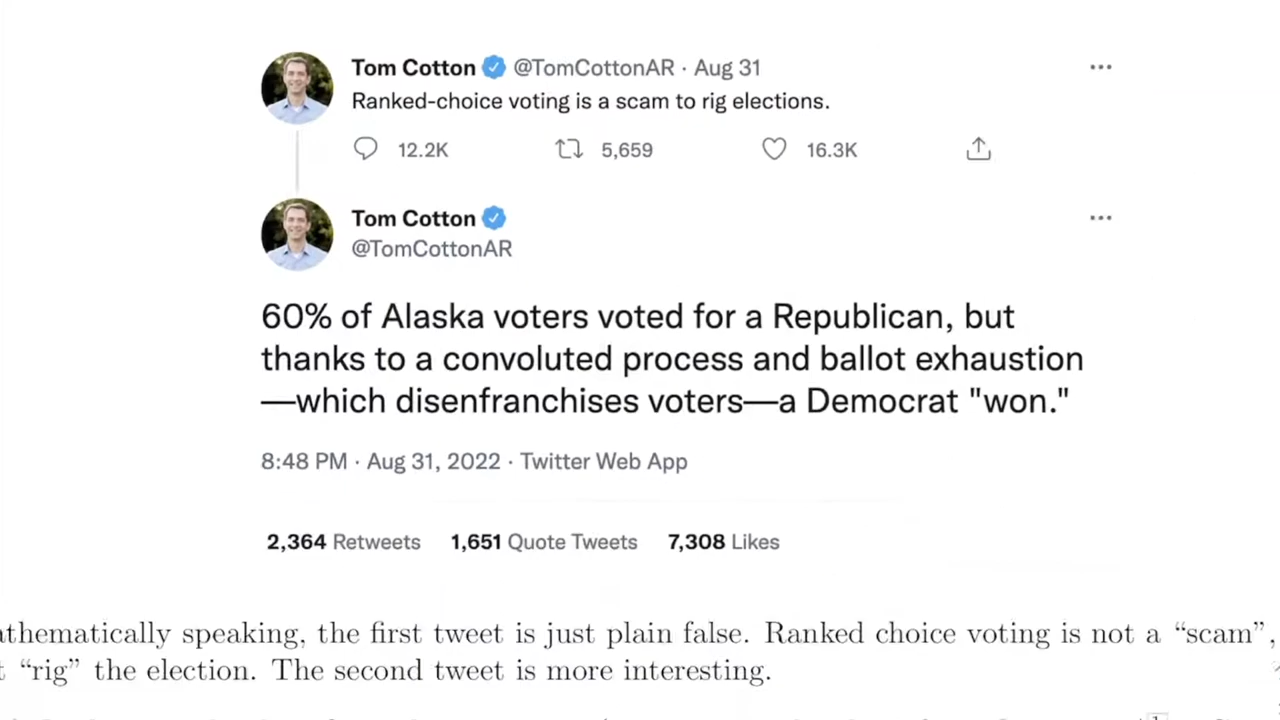 Tom Cotton @TomCottonAR · Aug 31
Ranked-choice voting is a scam to rig elections.
12.2K 5,659 16.3K
Tom Cotton
@TomCottonAR
60% of Alaska voters voted for a Republican, but
thanks to a convoluted process and ballot exhaustion
—which disenfranchises voters—a Democrat "won."
8:48 PM · Aug 31, 2022 · Twitter Web App
2,364 Retweets 1,651 Quote Tweets 7,308 Likes
athematically speaking, the first tweet is just plain false. Ranked choice voting is not a “scam”,
t “rig” the election. The second tweet is more interesting.